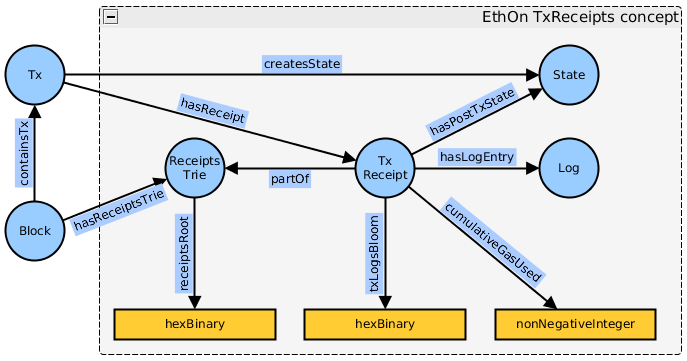 EthOn TxReceipts concept
Tx
createsState
State
hasReceipt
hasPostTxState
containsTx
Receipts
Trie
partOf
Tx
Receipt
hasLogEntry
Log
Block
hasReceiptsTrie
receiptsRoot
txLogsBloom
cumulativeGasUsed
hexBinary
hexBinary
nonNegativeInteger